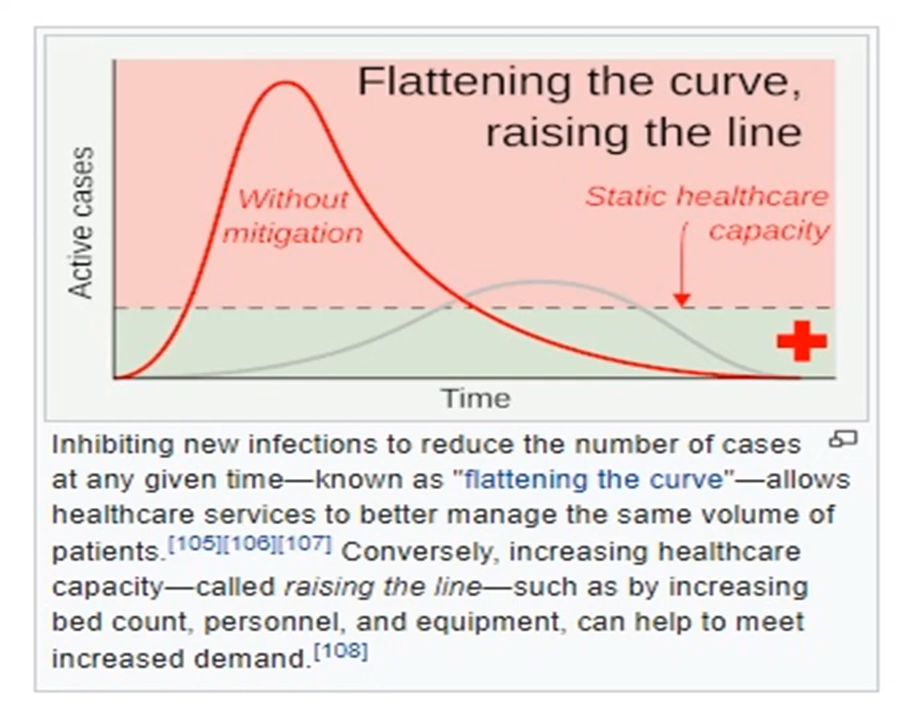 Flattening the curve,
raising the line
Without
mitigation
Static healthcare
capacity
Active cases
Time
Inhibiting new infections to reduce the number of cases
at any given time—known as "flattening the curve"—allows
healthcare services to better manage the same volume of
patients.[105][106][107] Conversely, increasing healthcare
capacity—called raising the line—such as by increasing
bed count, personnel, and equipment, can help to meet
increased demand.[108]